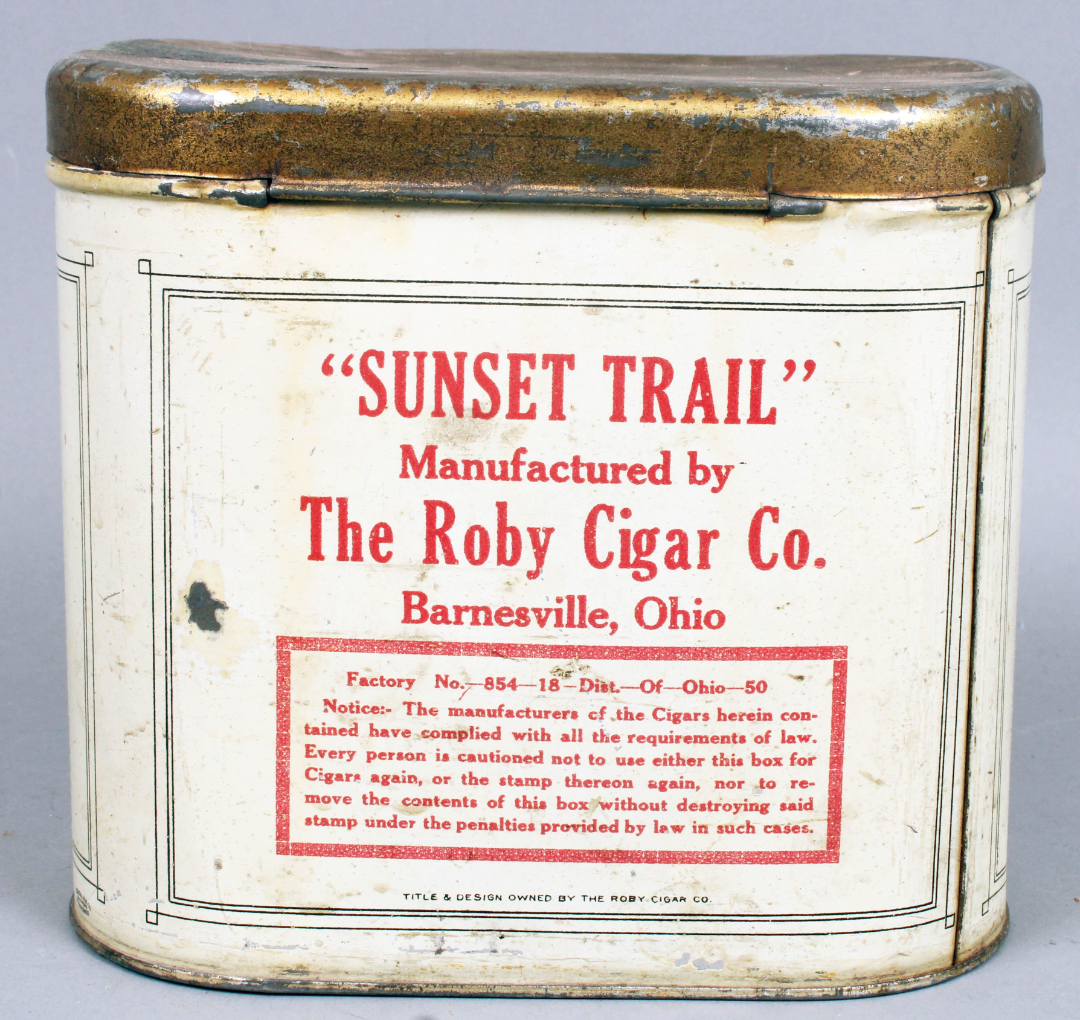 “SUNSET TRAIL”
Manufactured by
The Roby Cigar Co.
Barnesville, Ohio
Factory No.—854—18—Dist.—Of—Ohio—50
Notice:- The manufacturers of the Cigars herein con-
tained have complied with all the requirements of law.
Every person is cautioned not to use either this box for
Cigars again, or the stamp thereon again, nor to re-
move the contents of this box without destroying said
stamp under the penalties provided by law in such cases.
TITLE & DESIGN OWNED BY THE ROBY CIGAR CO.